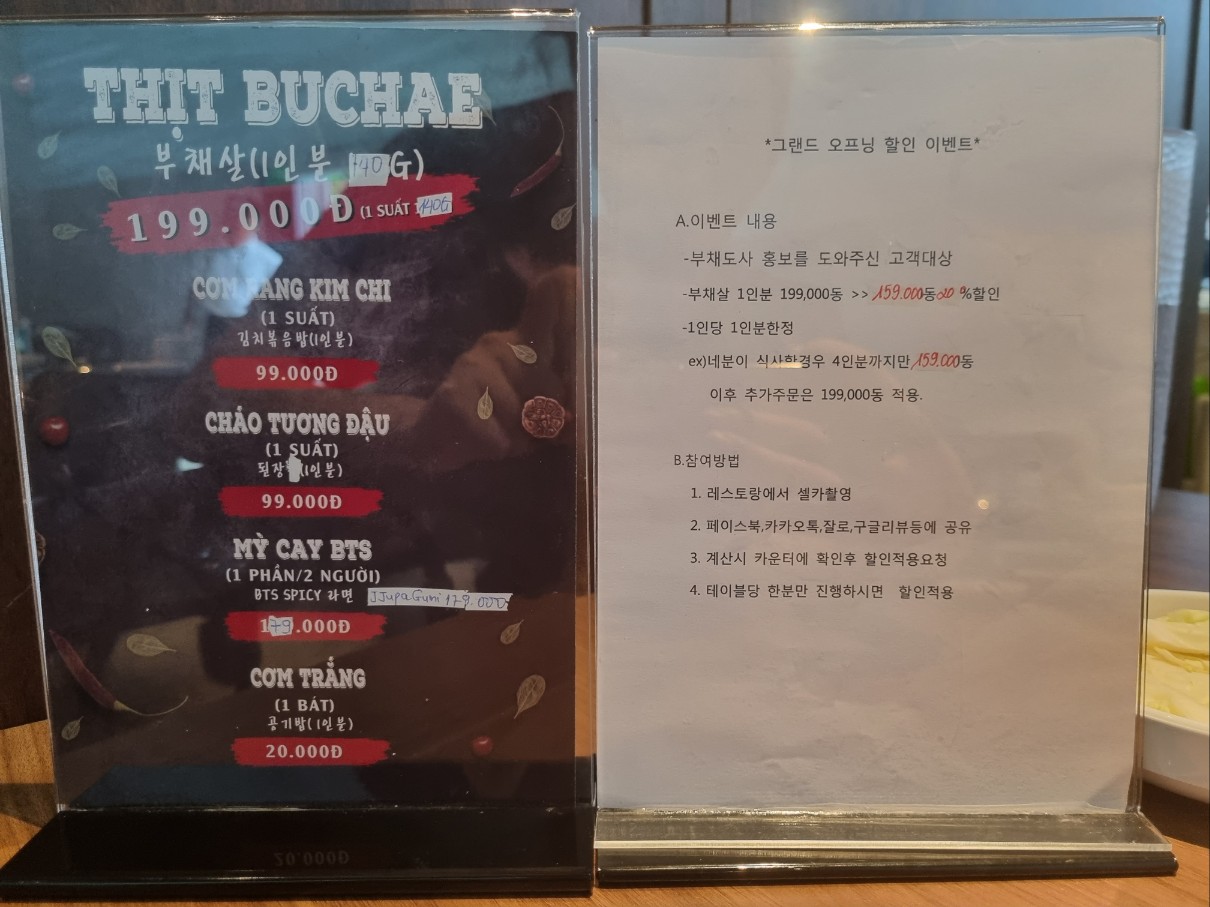 THỊT BUCHAE
부채살(1인분 140G)
199.000Đ (1 SUẤT 140G
CƠM RANG KIM CHI
(1 SUẤT)
김치볶음밥(1인분)
99.000Đ
CHÁO TƯƠNG ĐẬU
(1 SUẤT)
된장 (1인분)
99.000Đ
MỲ CAY BTS
(1 PHẦN/2 NGƯỜI)
BTS SPICY 라면 JJupaGuri 179.000
179.000Đ
CƠM TRẮNG
(1 BÁT)
공기밥(1인분)
20.000Đ
*그랜드 오프닝 할인 이벤트*
A.이벤트 내용
-부채도사 홍보를 도와주신 고객대상
-부채살 1인분 199,000동 >> 159.000동 20 %할인
-1인당 1인분한정
ex)네분이 식사할경우 4인분까지만 159.000동
이후 추가주문은 199,000동 적용.
B.참여방법
1. 레스토랑에서 셀카촬영
2. 페이스북,카카오톡,잘로,구글리뷰등에 공유
3. 계산시 카운터에 확인후 할인적용요청
4. 테이블당 한분만 진행하시면 할인적용